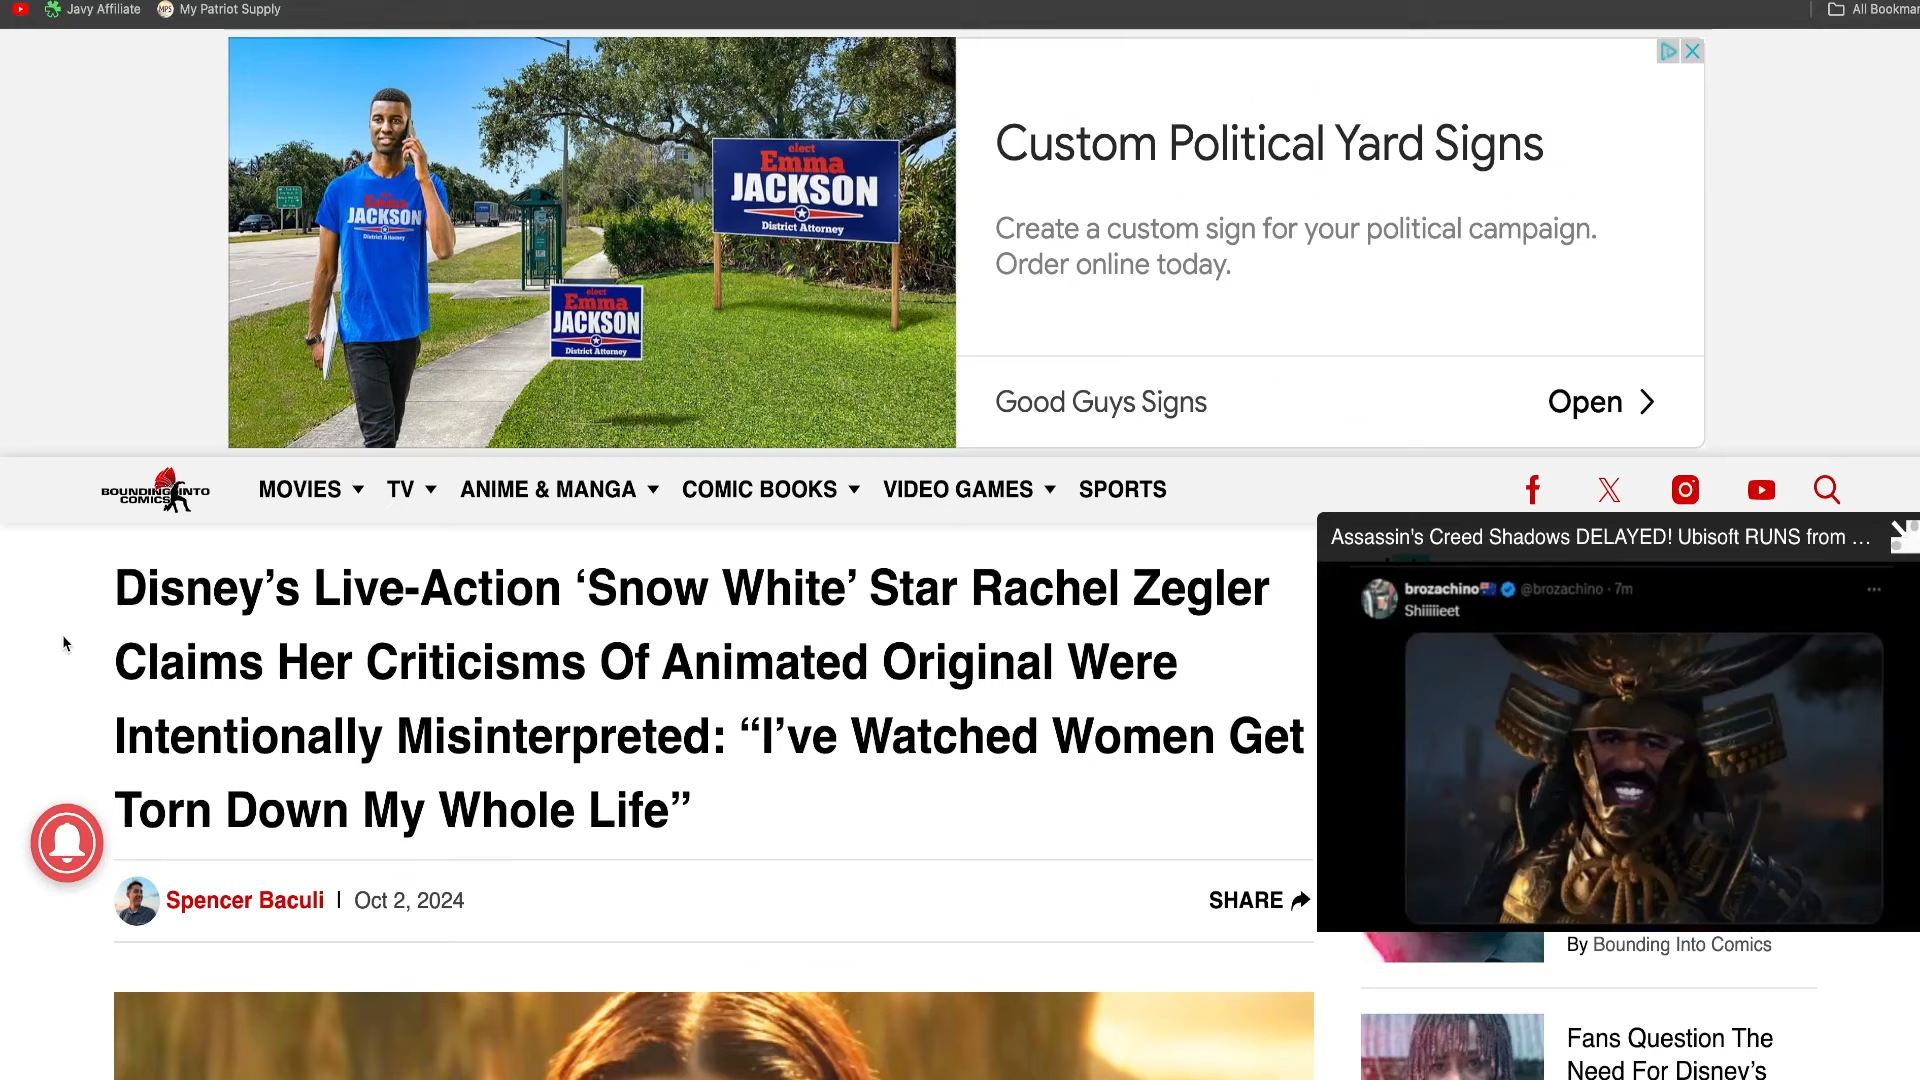 Javy Affiliate
My Patriot Supply
All Bookmar
elect
Emma
JACKSON
District Attorney
JACKSON
District Attorney
elect
Emma
JACKSON
District Attorney
Custom Political Yard Signs
Create a custom sign for your political campaign.
Order online today.
Good Guys Signs
Open
BOUNDING INTO
COMICS
MOVIES
TV
ANIME & MANGA
COMIC BOOKS
VIDEO GAMES
SPORTS
Assassin's Creed Shadows DELAYED! Ubisoft RUNS from ...
brozachino @brozachino · 7m
Shiiiiieet
Disney’s Live-Action ‘Snow White’ Star Rachel Zegler
Claims Her Criticisms Of Animated Original Were
Intentionally Misinterpreted: “I’ve Watched Women Get
Torn Down My Whole Life”
Spencer Baculi | Oct 2, 2024
SHARE
By Bounding Into Comics
Fans Question The
Need For Disney’s